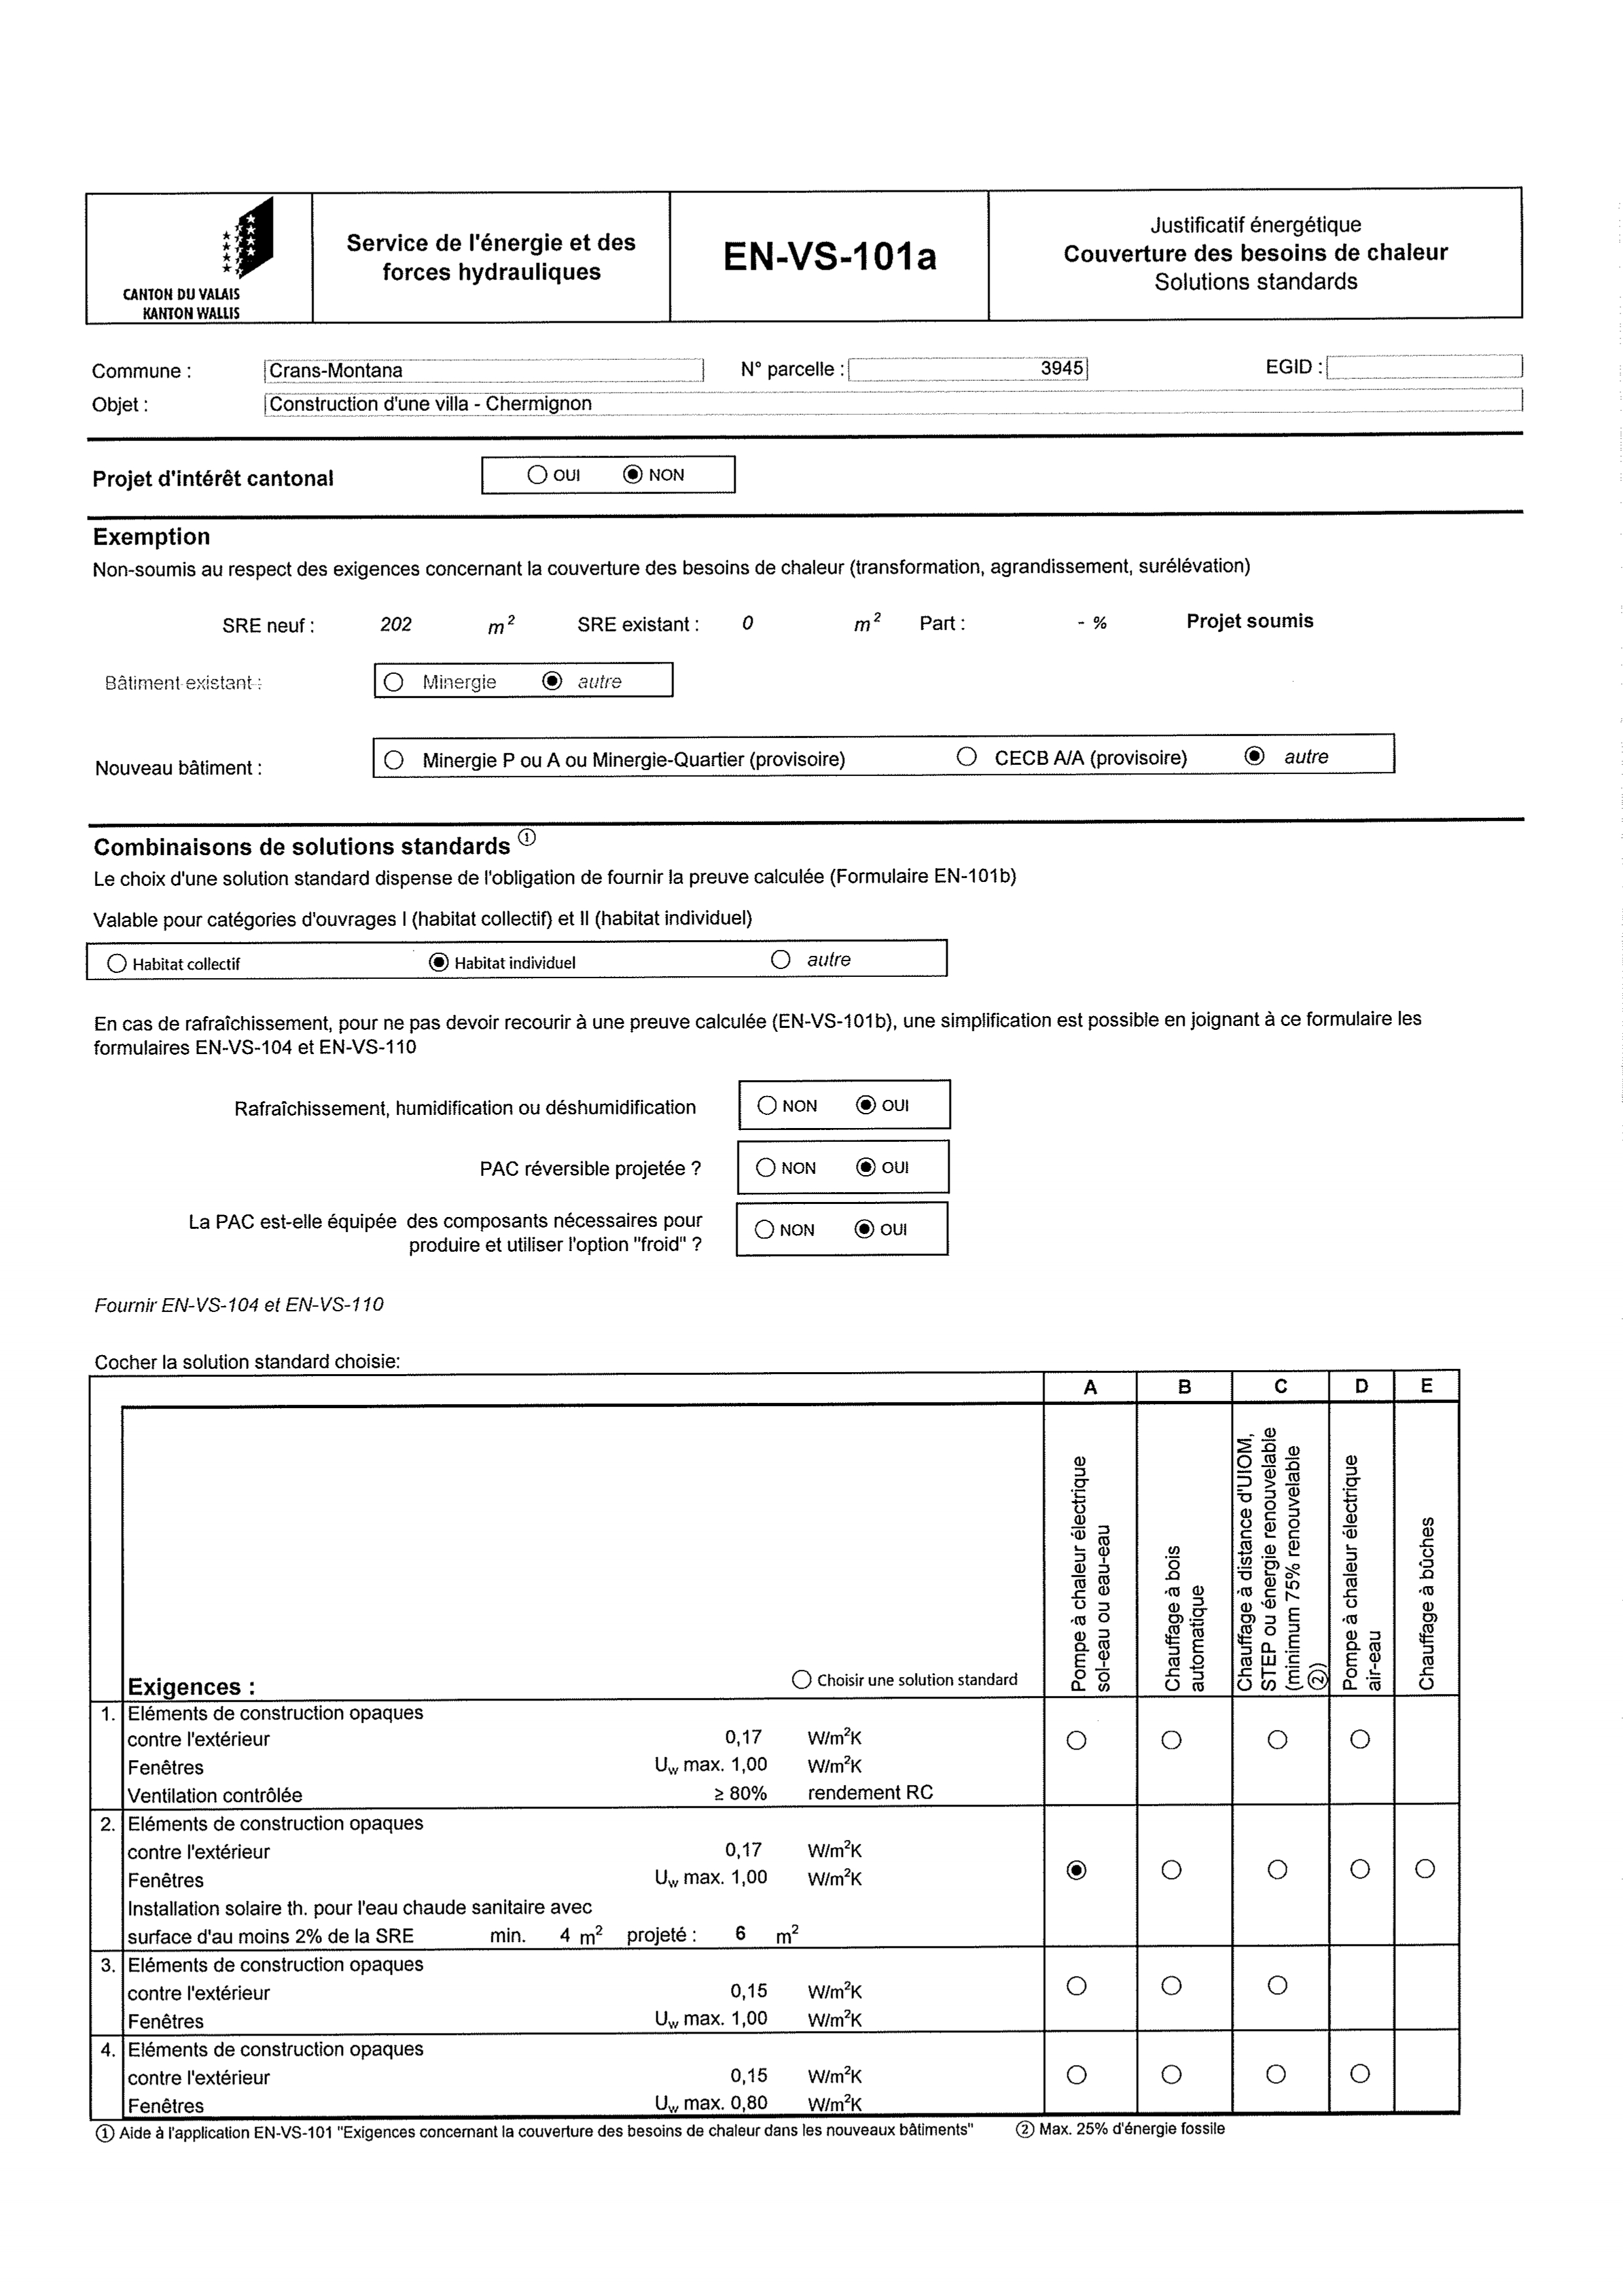 CANTON DU VALAIS
KANTON WALLIS
Service de l'énergie et des
forces hydrauliques
EN-VS-101a
Justificatif énergétique
Couverture des besoins de chaleur
Solutions standards
Commune : Crans-Montana N° parcelle : 3945 EGID :
Objet : Construction d'une villa - Chermignon
Projet d'intérêt cantonal OUI NON
Exemption
Non-soumis au respect des exigences concernant la couverture des besoins de chaleur (transformation, agrandissement, surélévation)
SRE neuf : 202 m² SRE existant : 0 m² Part : - % Projet soumis
Bâtiment existant : Minergie autre
Nouveau bâtiment : Minergie P ou A ou Minergie-Quartier (provisoire) CECB A/A (provisoire) autre
Combinaisons de solutions standards ①
Le choix d'une solution standard dispense de l'obligation de fournir la preuve calculée (Formulaire EN-101b)
Valable pour catégories d'ouvrages I (habitat collectif) et II (habitat individuel)
Habitat collectif Habitat individuel autre
En cas de rafraîchissement, pour ne pas devoir recourir à une preuve calculée (EN-VS-101b), une simplification est possible en joignant à ce formulaire les
formulaires EN-VS-104 et EN-VS-110
Rafraîchissement, humidification ou déshumidification NON OUI
PAC réversible projetée ? NON OUI
La PAC est-elle équipée des composants nécessaires pour
produire et utiliser l'option "froid" ? NON OUI
Fournir EN-VS-104 et EN-VS-110
Cocher la solution standard choisie:
A B C D E
Pompe à chaleur électrique
sol-eau ou eau-eau
Chauffage à bois
automatique
Chauffage à distance d'UIOM,
STEP ou énergie renouvelable
(minimum 75% renouvelable
②)
Pompe à chaleur électrique
air-eau
Chauffage à bûches
Exigences : Choisir une solution standard
1. Eléments de construction opaques
contre l'extérieur 0,17 W/m²K
Fenêtres Uw max. 1,00 W/m²K
Ventilation contrôlée ≥ 80% rendement RC
2. Eléments de construction opaques
contre l'extérieur 0,17 W/m²K
Fenêtres Uw max. 1,00 W/m²K
Installation solaire th. pour l'eau chaude sanitaire avec
surface d'au moins 2% de la SRE min. 4 m² projeté : 6 m²
3. Eléments de construction opaques
contre l'extérieur 0,15 W/m²K
Fenêtres Uw max. 1,00 W/m²K
4. Eléments de construction opaques
contre l'extérieur 0,15 W/m²K
Fenêtres Uw max. 0,80 W/m²K
① Aide à l'application EN-VS-101 "Exigences concernant la couverture des besoins de chaleur dans les nouveaux bâtiments" ② Max. 25% d'énergie fossile